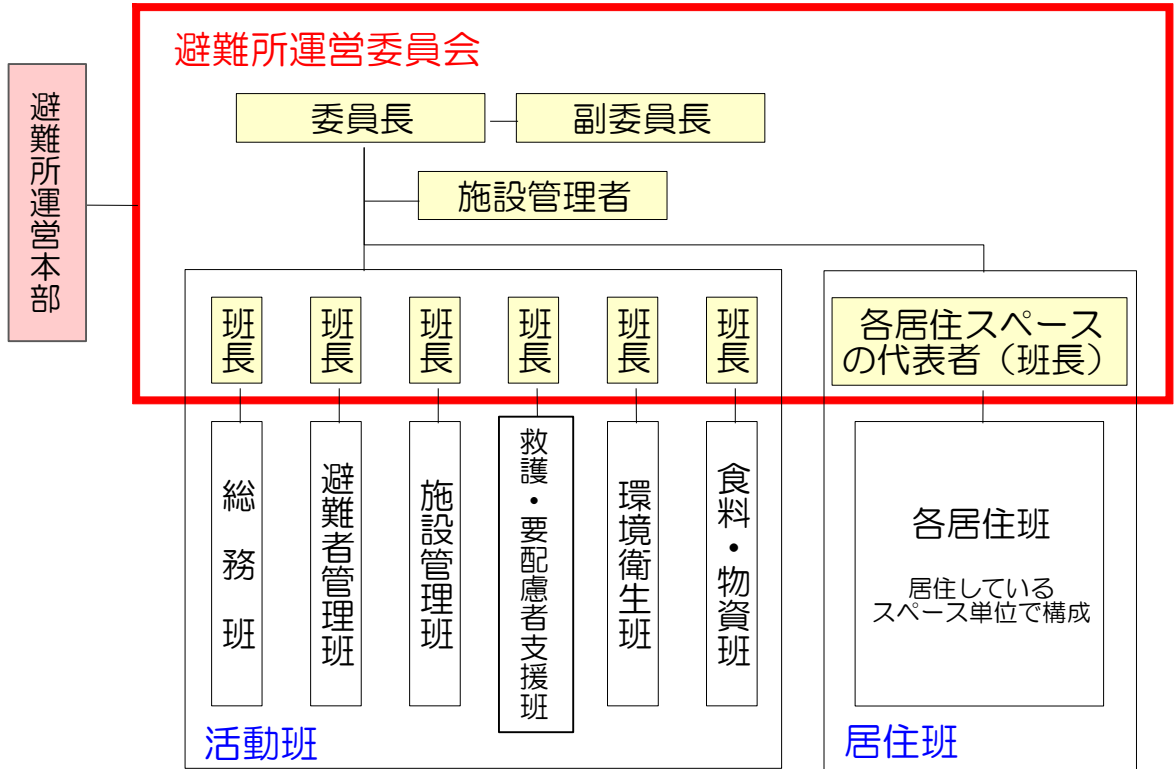 避難所運営委員会
避難所運営本部
委員長
副委員長
施設管理者
班長
班長
班長
班長
班長
班長
各居住スペース
の代表者（班長）
総務班
避難者管理班
施設管理班
救護・要配慮者支援班
環境衛生班
食料・物資班
各居住班
居住している
スペース単位で構成
活動班
居住班